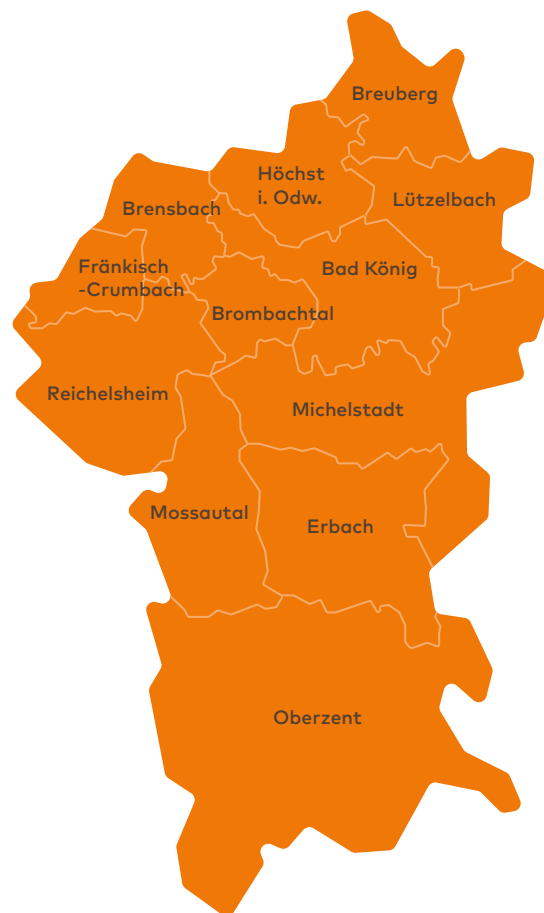 Breuberg
Höchst
i. Odw.
Lützelbach
Brensbach
Fränkisch
-Crumbach
Bad König
Brombachtal
Reichelsheim
Michelstadt
Mossautal
Erbach
Oberzent